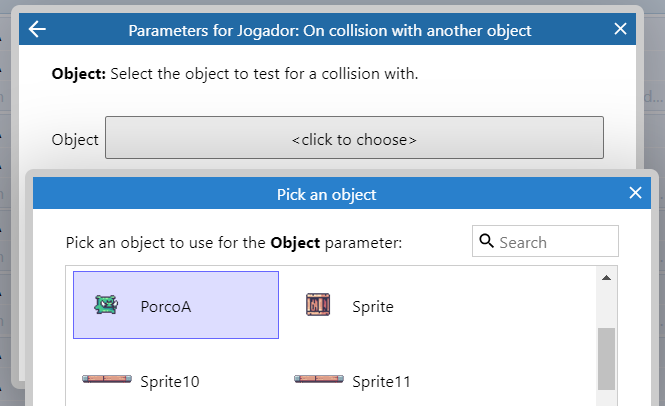 Parameters for Jogador: On collision with another object
Object: Select the object to test for a collision with.
Object <click to choose>
Pick an object
Pick an object to use for the Object parameter: Search
PorcoA Sprite
Sprite10 Sprite11